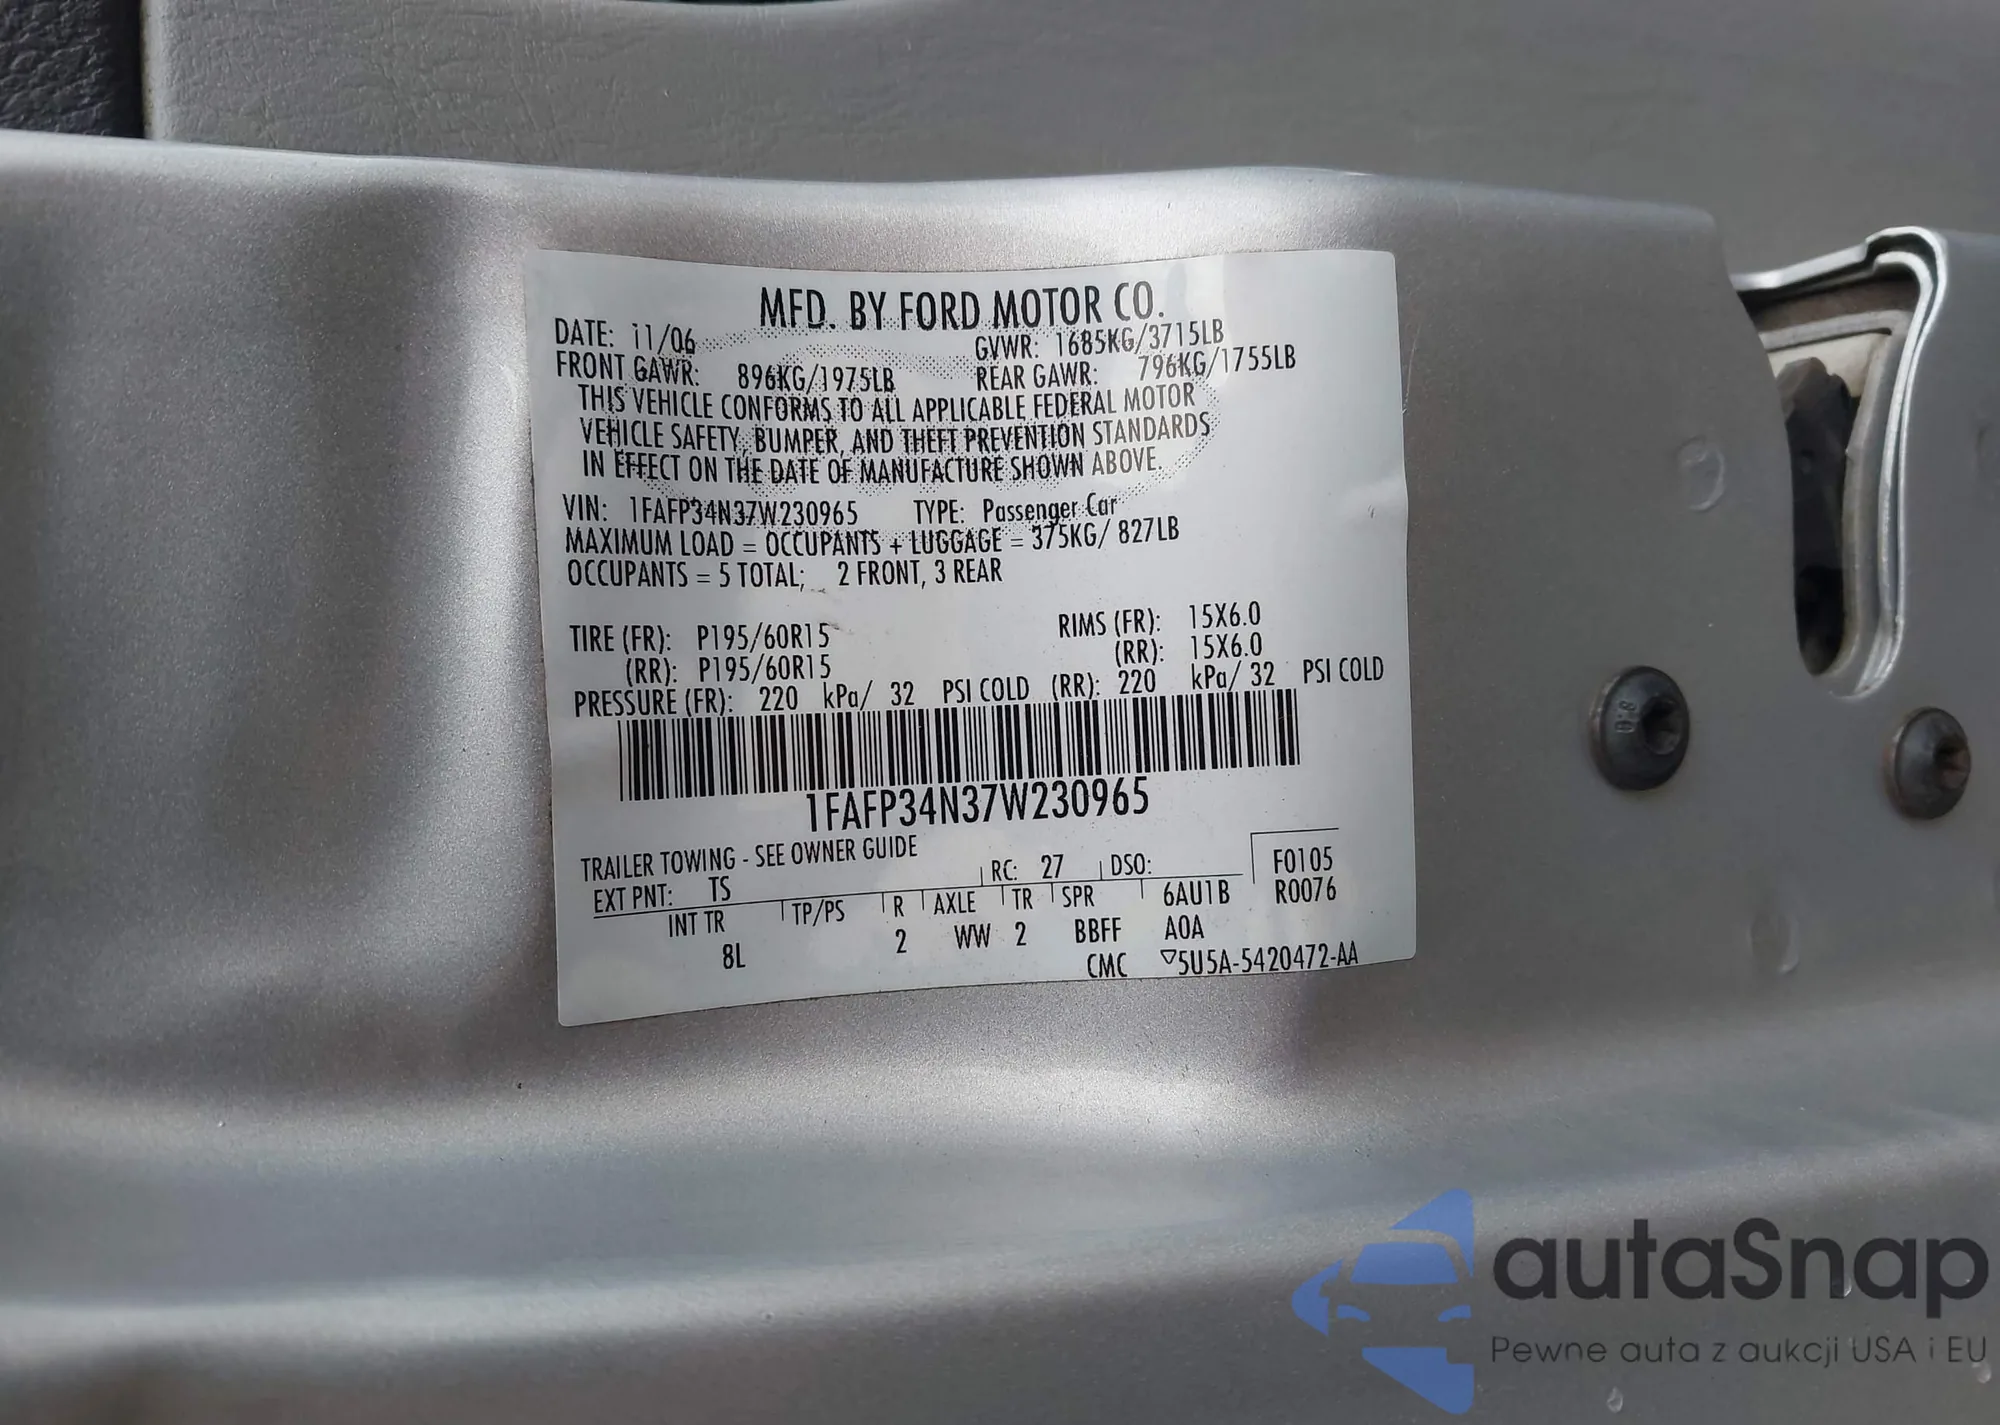 MFD. BY FORD MOTOR CO.
DATE: 11/06 GVWR: 1685KG/3715LB
FRONT GAWR: 896KG/1975LB REAR GAWR: 796KG/1755LB
THIS VEHICLE CONFORMS TO ALL APPLICABLE FEDERAL MOTOR
VEHICLE SAFETY, BUMPER, AND THEFT PREVENTION STANDARDS
IN EFFECT ON THE DATE OF MANUFACTURE SHOWN ABOVE.
VIN: 1FAFP34N37W230965 TYPE: Passenger Car
MAXIMUM LOAD = OCCUPANTS + LUGGAGE = 375KG/ 827LB
OCCUPANTS = 5 TOTAL; 2 FRONT, 3 REAR
TIRE (FR): P195/60R15 RIMS (FR): 15X6.0
(RR): P195/60R15 (RR): 15X6.0
PRESSURE (FR): 220 kPa/ 32 PSI COLD (RR): 220 kPa/ 32 PSI COLD
1FAFP34N37W230965
TRAILER TOWING - SEE OWNER GUIDE
EXT PNT: TS RC: 27 DSO: F0105
INT TR TP/PS R AXLE TR SPR 6AU1B R0076
8L 2 WW 2 BBFF AOA
CMC ▽5U5A-5420472-AA
8.8
autaSnap
Pewne auta z aukcji USA i EU